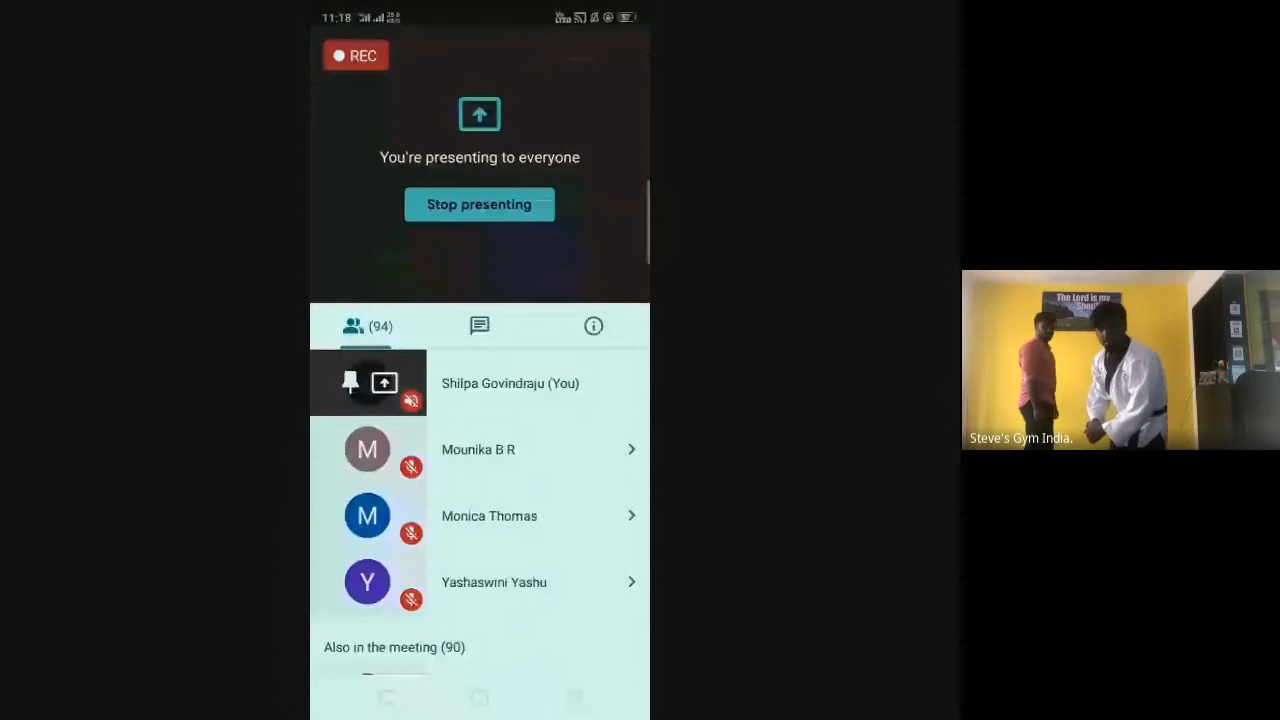 11:18
REC
You're presenting to everyone
Stop presenting
(94)
Shilpa Govindraju (You)
M
Mounika B R
M
Monica Thomas
Y
Yashaswini Yashu
Also in the meeting (90)
The Lord is my
Steve's Gym India.